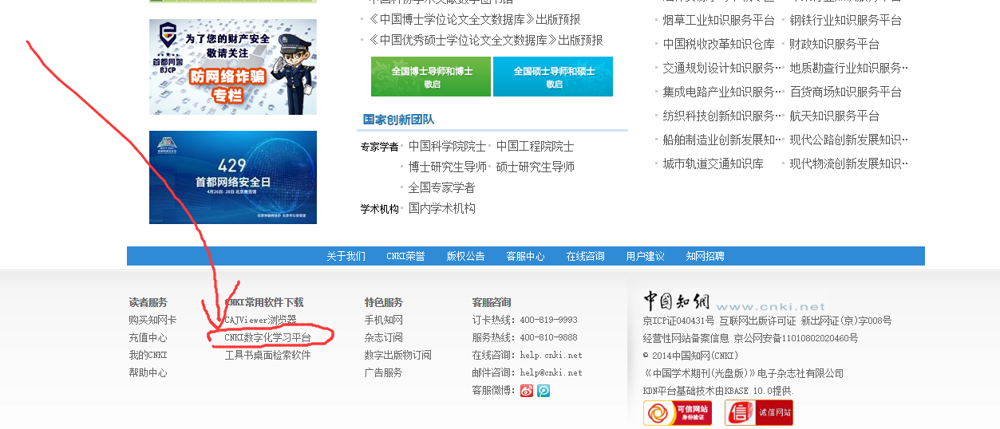 《中国博士学位论文全文数据库》出版预报
《中国优秀硕士学位论文全文数据库》出版预报
为了您的财产安全
敬请关注
首都网警
BJCP
防网络诈骗
专栏
全国博士导师和博士
敬启
全国硕士导师和硕士
敬启
429
首都网络安全日
4月26日-28日 北京展览馆
国家创新团队
专家学者 中国科学院院士 中国工程院院士
博士研究生导师 硕士研究生导师
全国专家学者
学术机构 国内学术机构
烟草工业知识服务平台 钢铁行业知识服务平台
中国税收改革知识仓库 财政知识服务平台
交通规划设计知识服务… 地质勘查行业知识服务…
集成电路产业知识服务… 百货商场知识服务平台
纺织科技创新知识服务… 航天知识服务平台
船舶制造业创新发展知… 现代公路创新发展知识…
城市轨道交通知识库 现代物流创新发展知识…
关于我们 CNKI荣誉 版权公告 客服中心 在线咨询 用户建议 知网招聘
读者服务
购买知网卡
充值中心
我的CNKI
帮助中心
CNKI常用软件下载
CAJViewer浏览器
CNKI数字化学习平台
工具书桌面检索软件
特色服务
手机知网
杂志订阅
数字出版物订阅
广告服务
客服咨询
订卡热线：400-819-9993
服务热线：400-810-9888
在线咨询：help.cnki.net
邮件咨询：help@cnki.net
客服微博：
中国知网 www.cnki.net
京ICP证040431号 互联网出版许可证 新出网证(京)字008号
经营性网站备案信息 京公网安备11010802020460号
© 2014中国知网(CNKI)
《中国学术期刊(光盘版)》电子杂志社有限公司
KDN平台基础技术由KBASE 10.0提供.
可信网站
身份验证
信 诚信网站